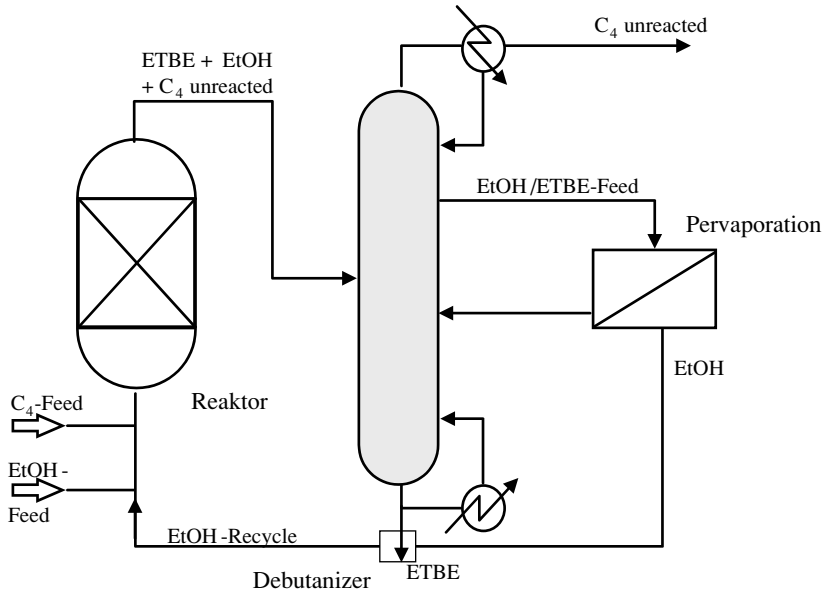 ETBE + EtOH
+ C₄ unreacted
C₄ unreacted
EtOH/ETBE-Feed
Pervaporation
EtOH
Reaktor
C₄-Feed
EtOH-
Feed
EtOH-Recycle
ETBE
Debutanizer